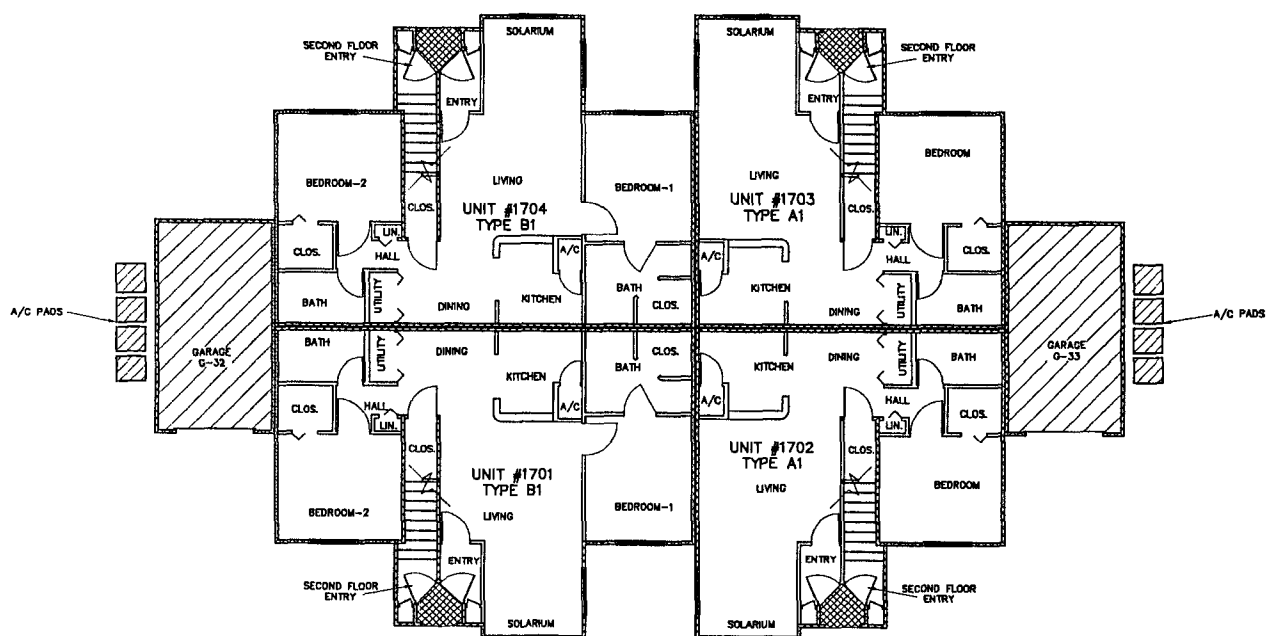 SOLARIUM
SOLARIUM
SECOND FLOOR
ENTRY
SECOND FLOOR
ENTRY
ENTRY
ENTRY
BEDROOM-2
LIVING
BEDROOM-1
LIVING
BEDROOM
UNIT #1704
TYPE B1
UNIT #1703
TYPE A1
CLOS.
CLOS.
LIN.
LIN.
CLOS.
HALL
A/C
A/C
HALL
CLOS.
BATH
UTILITY
DINING
KITCHEN
BATH
CLOS.
KITCHEN
DINING
UTILITY
BATH
A/C PADS
A/C PADS
GARAGE
G-32
GARAGE
G-33
BATH
UTILITY
DINING
KITCHEN
BATH
CLOS.
KITCHEN
DINING
UTILITY
BATH
CLOS.
HALL
LIN.
A/C
A/C
HALL
LIN.
CLOS.
CLOS.
CLOS.
UNIT #1701
TYPE B1
UNIT #1702
TYPE A1
BEDROOM-2
LIVING
BEDROOM-1
LIVING
BEDROOM
ENTRY
ENTRY
SECOND FLOOR
ENTRY
SECOND FLOOR
ENTRY
SOLARIUM
SOLARIUM